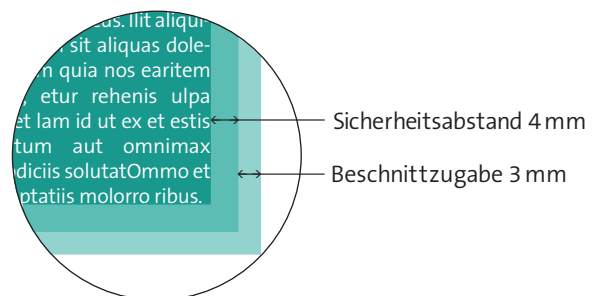 Ilit aliqui-
sit aliquas dole-
quia nos earitem
etur rehenis ulpa
et lam id ut ex et estis
tum aut omnimax
odiciis solutatOmmo et
ptatiis molorro ribus.
Sicherheitsabstand 4 mm
Beschnittzugabe 3 mm